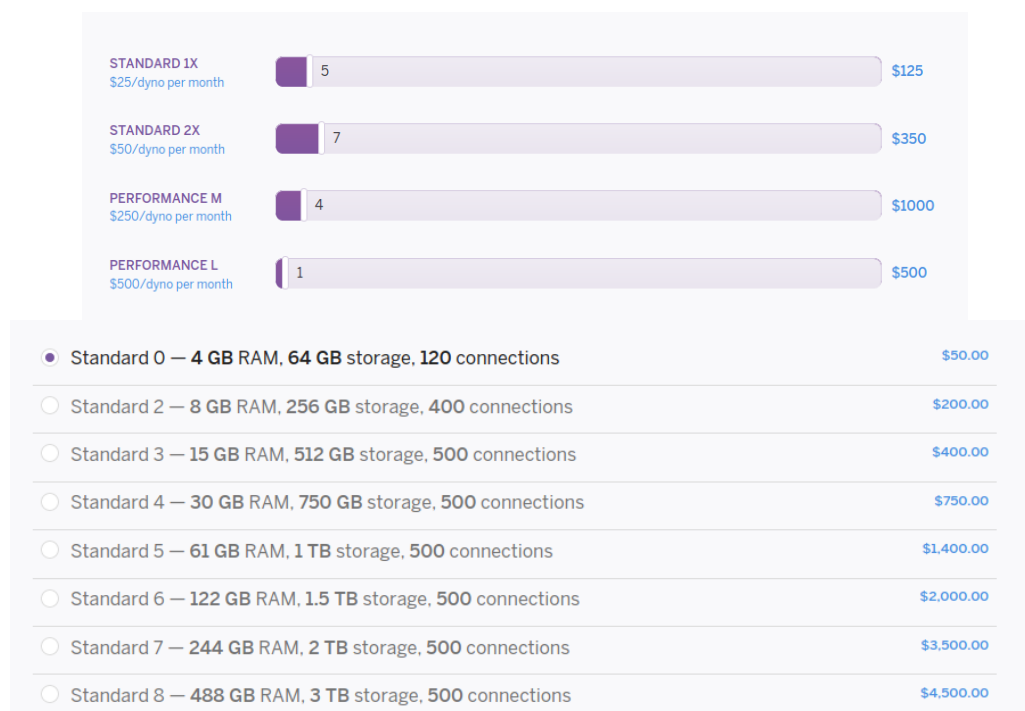 STANDARD 1X
$25/dyno per month
5
$125
STANDARD 2X
$50/dyno per month
7
$350
PERFORMANCE M
$250/dyno per month
4
$1000
PERFORMANCE L
$500/dyno per month
1
$500
Standard 0 — 4 GB RAM, 64 GB storage, 120 connections $50.00
Standard 2 — 8 GB RAM, 256 GB storage, 400 connections $200.00
Standard 3 — 15 GB RAM, 512 GB storage, 500 connections $400.00
Standard 4 — 30 GB RAM, 750 GB storage, 500 connections $750.00
Standard 5 — 61 GB RAM, 1 TB storage, 500 connections $1,400.00
Standard 6 — 122 GB RAM, 1.5 TB storage, 500 connections $2,000.00
Standard 7 — 244 GB RAM, 2 TB storage, 500 connections $3,500.00
Standard 8 — 488 GB RAM, 3 TB storage, 500 connections $4,500.00